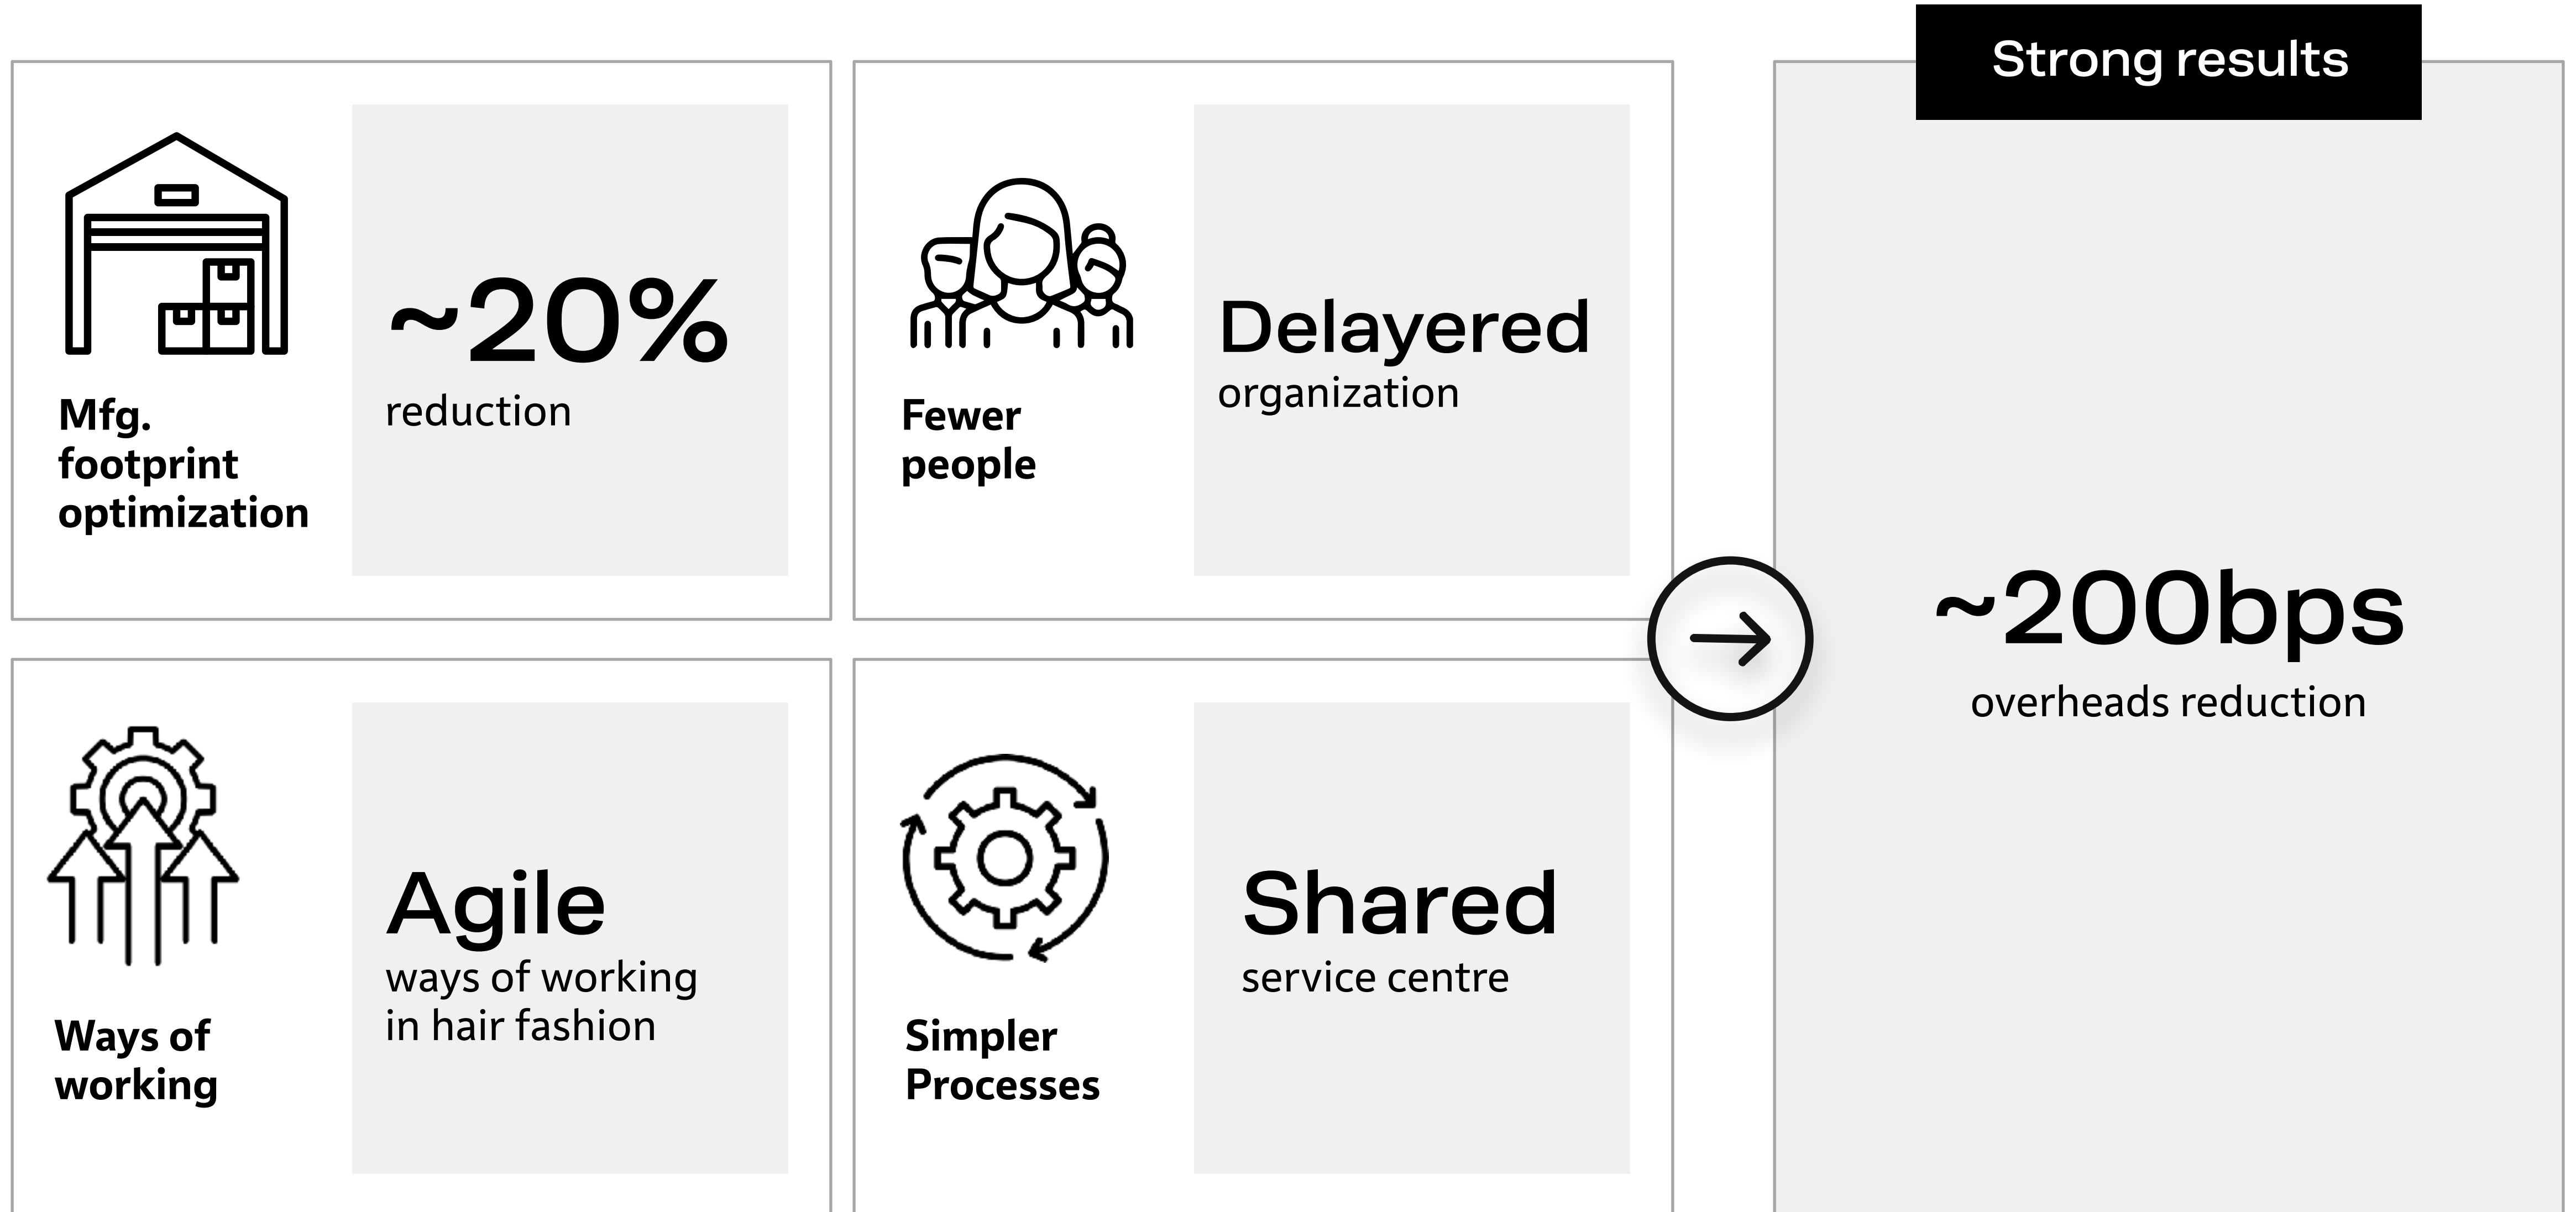 Strong results
Mfg.
footprint
optimization
~20%
reduction
Fewer
people
Delayered
organization
Ways of
working
Agile
ways of working
in hair fashion
Simpler
Processes
Shared
service centre
~200bps
overheads reduction